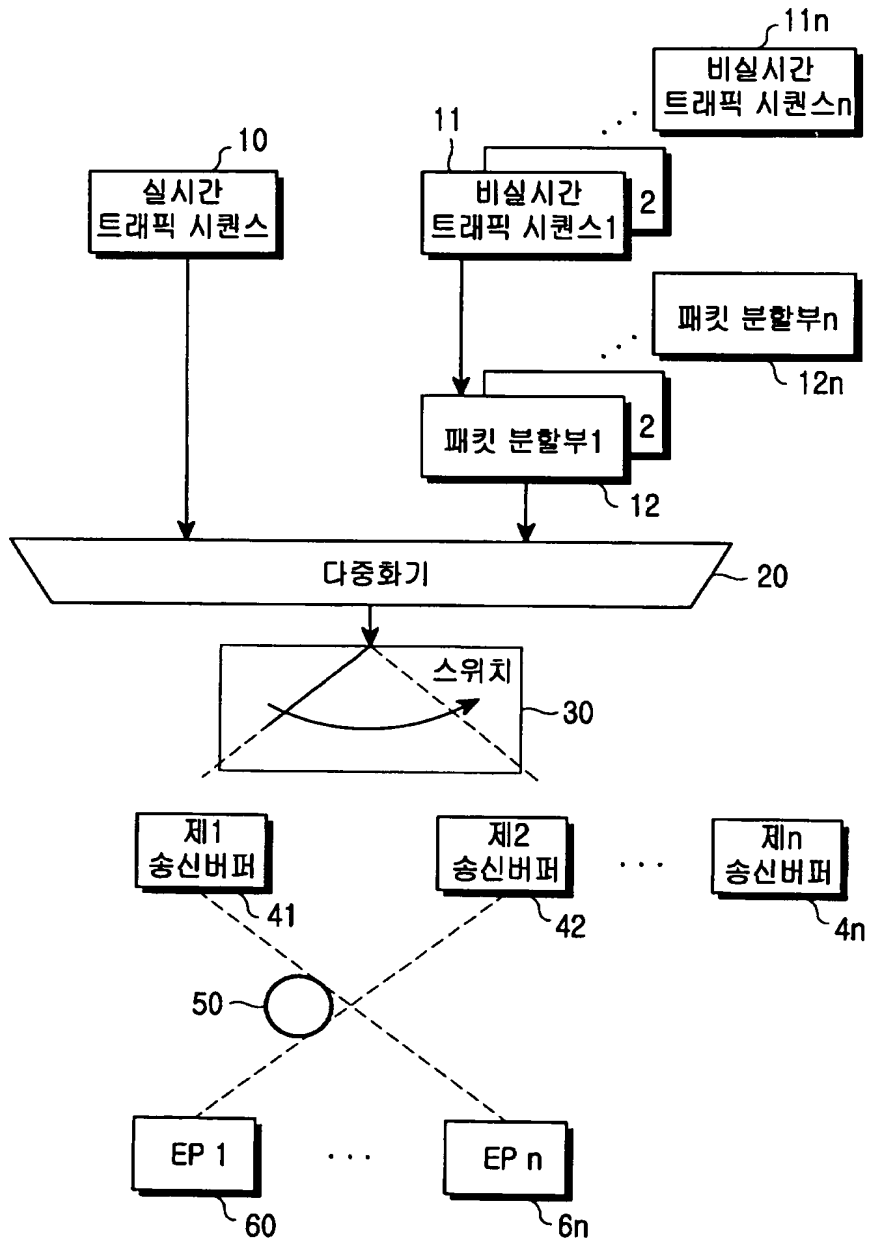 11n
비실시간
트래픽 시퀀스n
10
11
실시간
트래픽 시퀀스
비실시간
트래픽 시퀀스1
2
패킷 분할부n
12n
패킷 분할부1
2
12
다중화기
20
스위치
30
제1
송신버퍼
41
제2
송신버퍼
42
제n
송신버퍼
4n
50
EP 1
60
EP n
6n